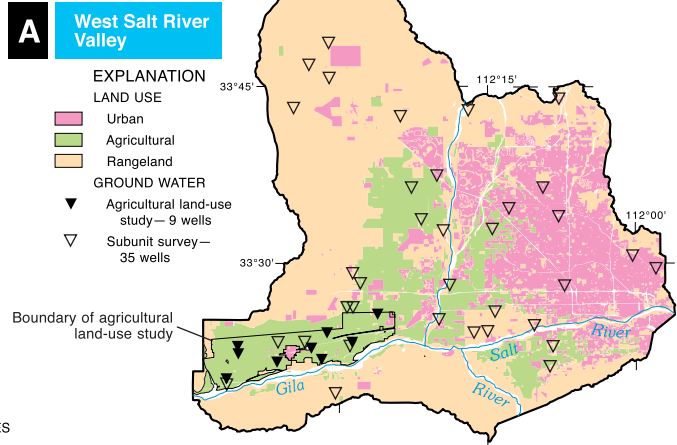 A
West Salt River
Valley
EXPLANATION
LAND USE
Urban
Agricultural
Rangeland
GROUND WATER
Agricultural land-use
study— 9 wells
Subunit survey—
35 wells
33°45'
112°15'
112°00'
33°30'
Boundary of agricultural
land-use study
Gila
River
Salt
River
ES